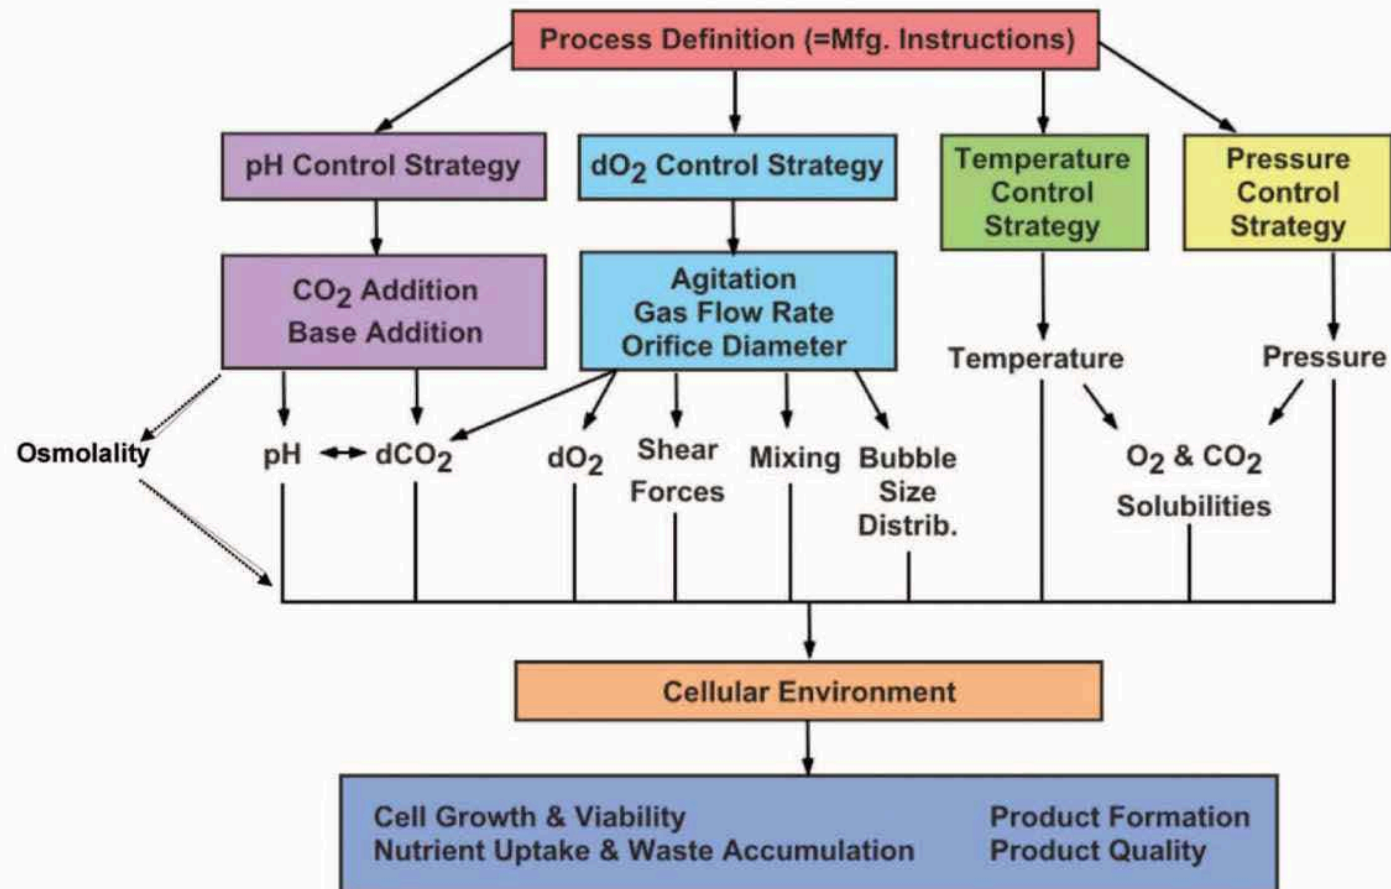 Process Definition (=Mfg. Instructions)
pH Control Strategy
dO₂ Control Strategy
Temperature
Control
Strategy
Pressure
Control
Strategy
CO₂ Addition
Base Addition
Agitation
Gas Flow Rate
Orifice Diameter
Temperature
Pressure
Osmolality
pH
dCO₂
dO₂
Shear
Forces
Mixing
Bubble
Size
Distrib.
O₂ & CO₂
Solubilities
Cellular Environment
Cell Growth & Viability
Nutrient Uptake & Waste Accumulation
Product Formation
Product Quality